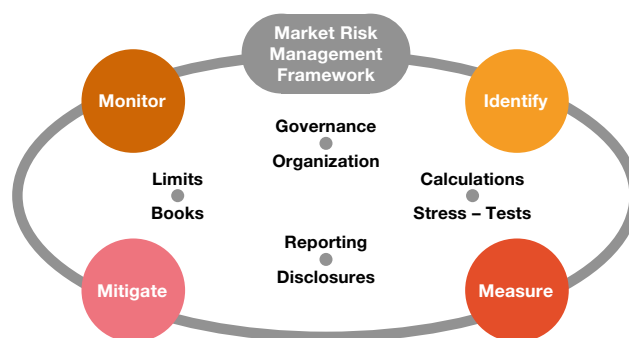 Market Risk
Management
Framework
Monitor
Identify
Governance
Organization
Limits
Books
Calculations
Stress – Tests
Reporting
Disclosures
Mitigate
Measure